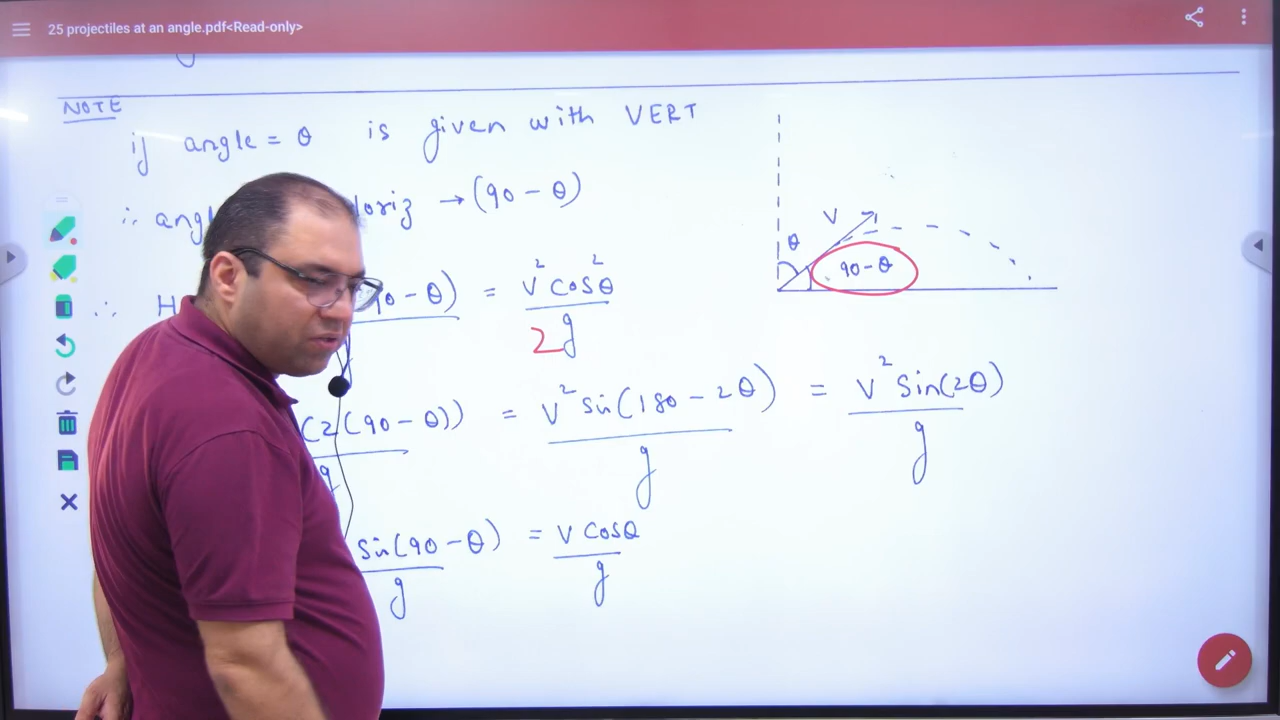 25 projectiles at an angle.pdf<Read-only>
NOTE
if angle = θ is given with VERT
∴ angl oriz → (90 - θ)
V
θ
90-θ
∴ H 90 - θ) = V² cos²θ
2g
(2(90 - θ)) = V² sin(180 - 2θ) = V² sin(2θ)
g g g
sin(90 - θ) = V cosθ
g g